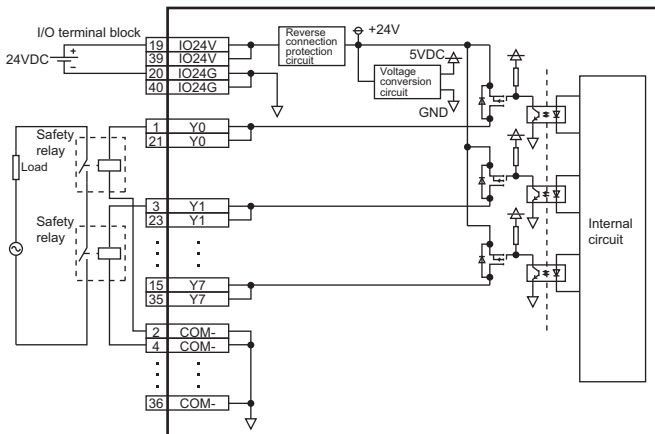 I/O terminal block
24VDC
+
−
19 IO24V
39 IO24V
20 IO24G
40 IO24G
Reverse
connection
protection
circuit
+24V
5VDC
Voltage
conversion
circuit
GND
Safety
relay
Load
1 Y0
21 Y0
Safety
relay
3 Y1
23 Y1
15 Y7
35 Y7
2 COM-
4 COM-
36 COM-
Internal
circuit